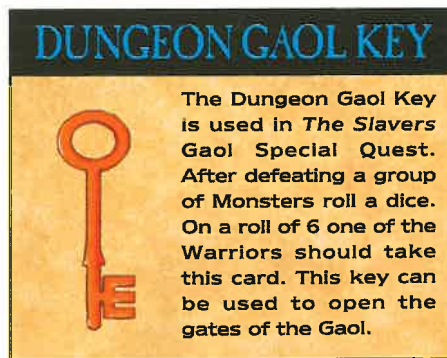 DUNGEON GAOL KEY
The Dungeon Gaol Key
is used in The Slavers
Gaol Special Quest.
After defeating a group
of Monsters roll a dice.
On a roll of 6 one of the
Warriors should take
this card. This key can
be used to open the
gates of the Gaol.